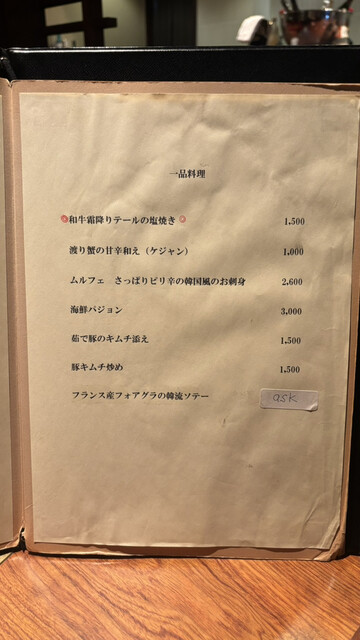 一品料理
和牛霜降りテールの塩焼き 1,500
渡り蟹の甘辛和え（ケジャン） 1,000
ムルフェ　さっぱりピリ辛の韓国風のお刺身 2,600
海鮮パジョン 3,000
茹で豚のキムチ添え 1,500
豚キムチ炒め 1,500
フランス産フォアグラの韓流ソテー ask